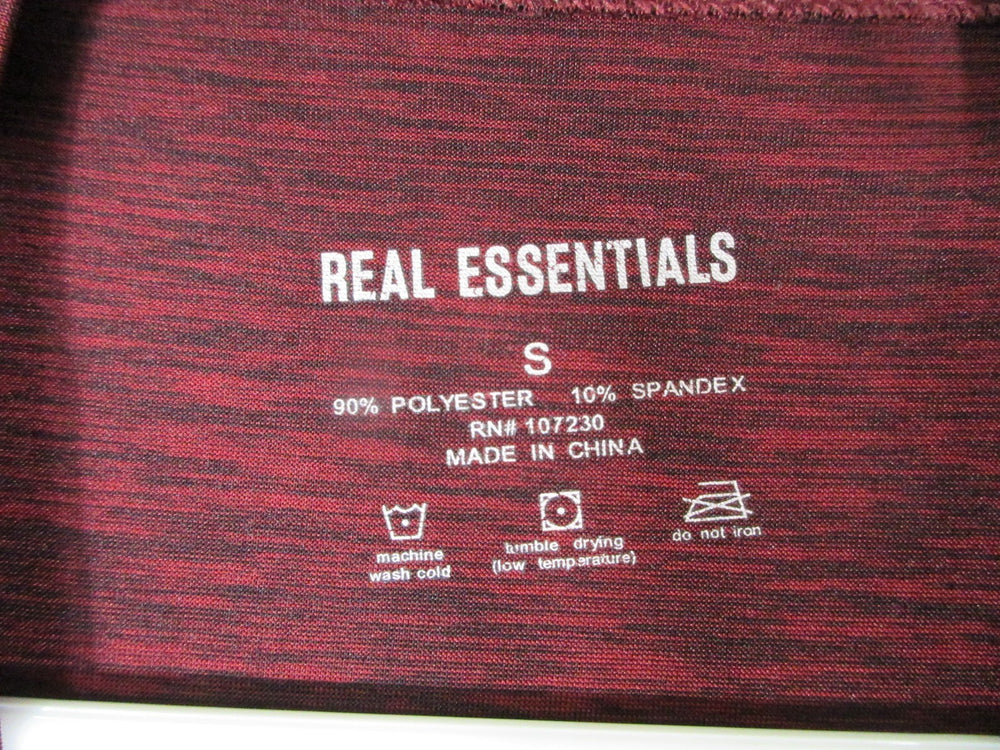 REAL ESSENTIALS
S
90% POLYESTER 10% SPANDEX
RN# 107230
MADE IN CHINA
machine
wash cold
tumble drying
(low temperature)
do not iron